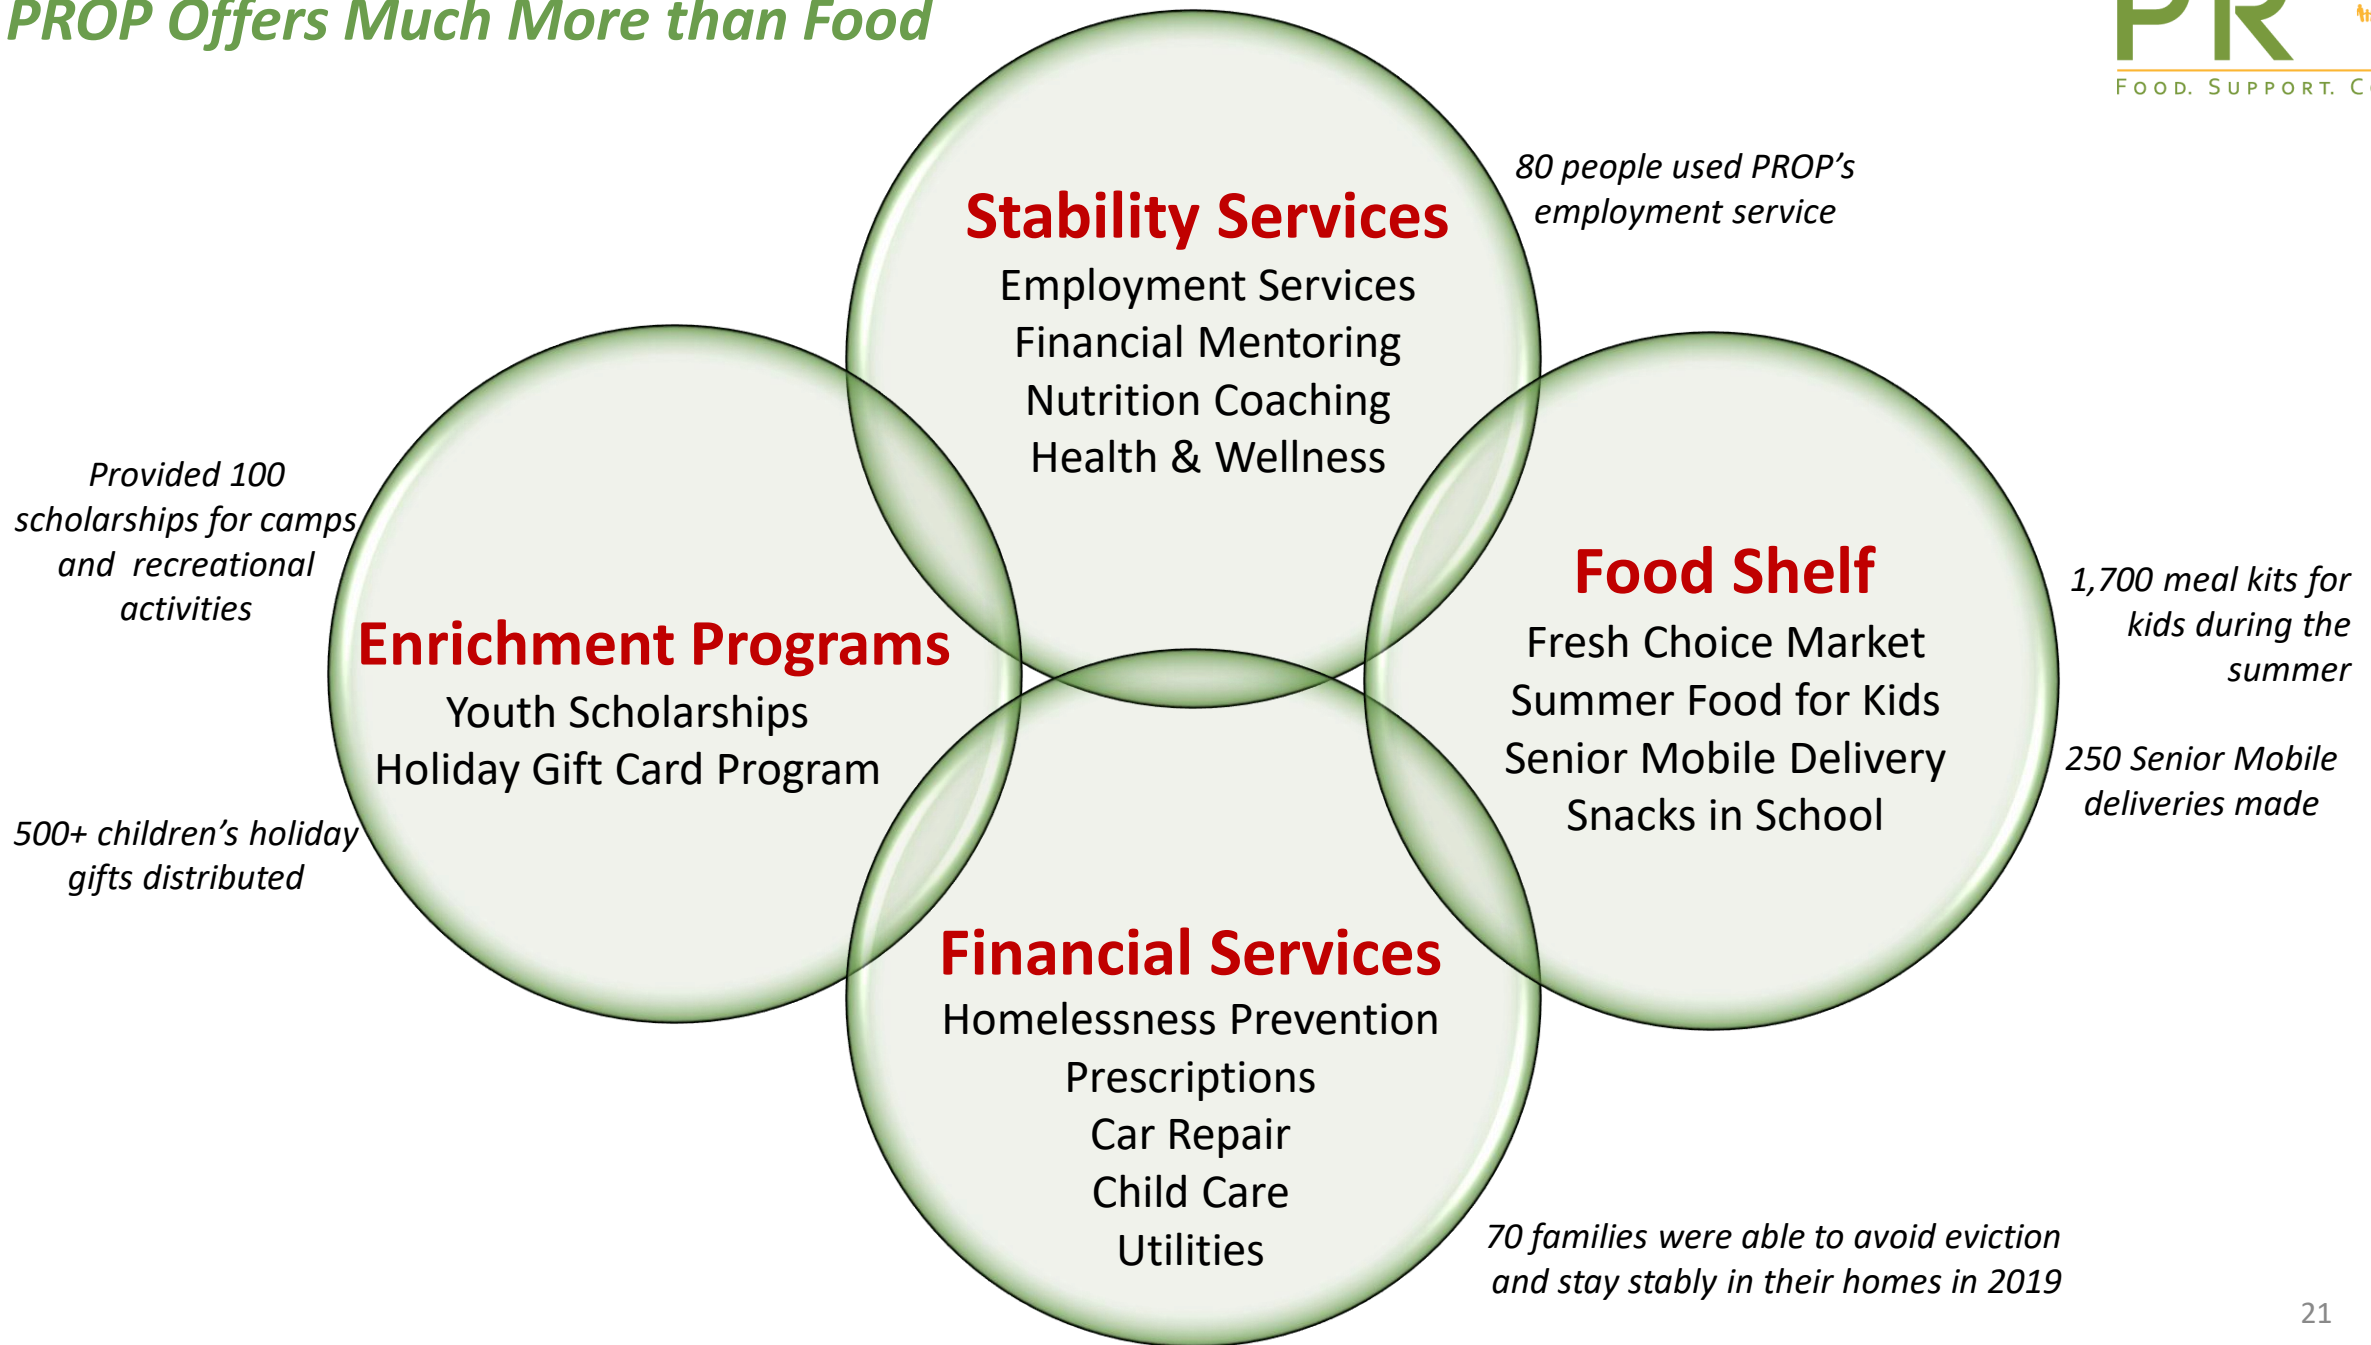 PROP Offers Much More than Food
PR
FOOD. SUPPORT.
Stability Services
Employment Services
Financial Mentoring
Nutrition Coaching
Health & Wellness
80 people used PROP's
employment service
Provided 100
scholarships for camps
and recreational
activities
Enrichment Programs
Youth Scholarships
Holiday Gift Card Program
500+ children's holiday
gifts distributed
Food Shelf
Fresh Choice Market
Summer Food for Kids
Senior Mobile Delivery
Snacks in School
1,700 meal kits for
kids during the
summer
250 Senior Mobile
deliveries made
Financial Services
Homelessness Prevention
Prescriptions
Car Repair
Child Care
Utilities
70 families were able to avoid eviction
and stay stably in their homes in 2019
21